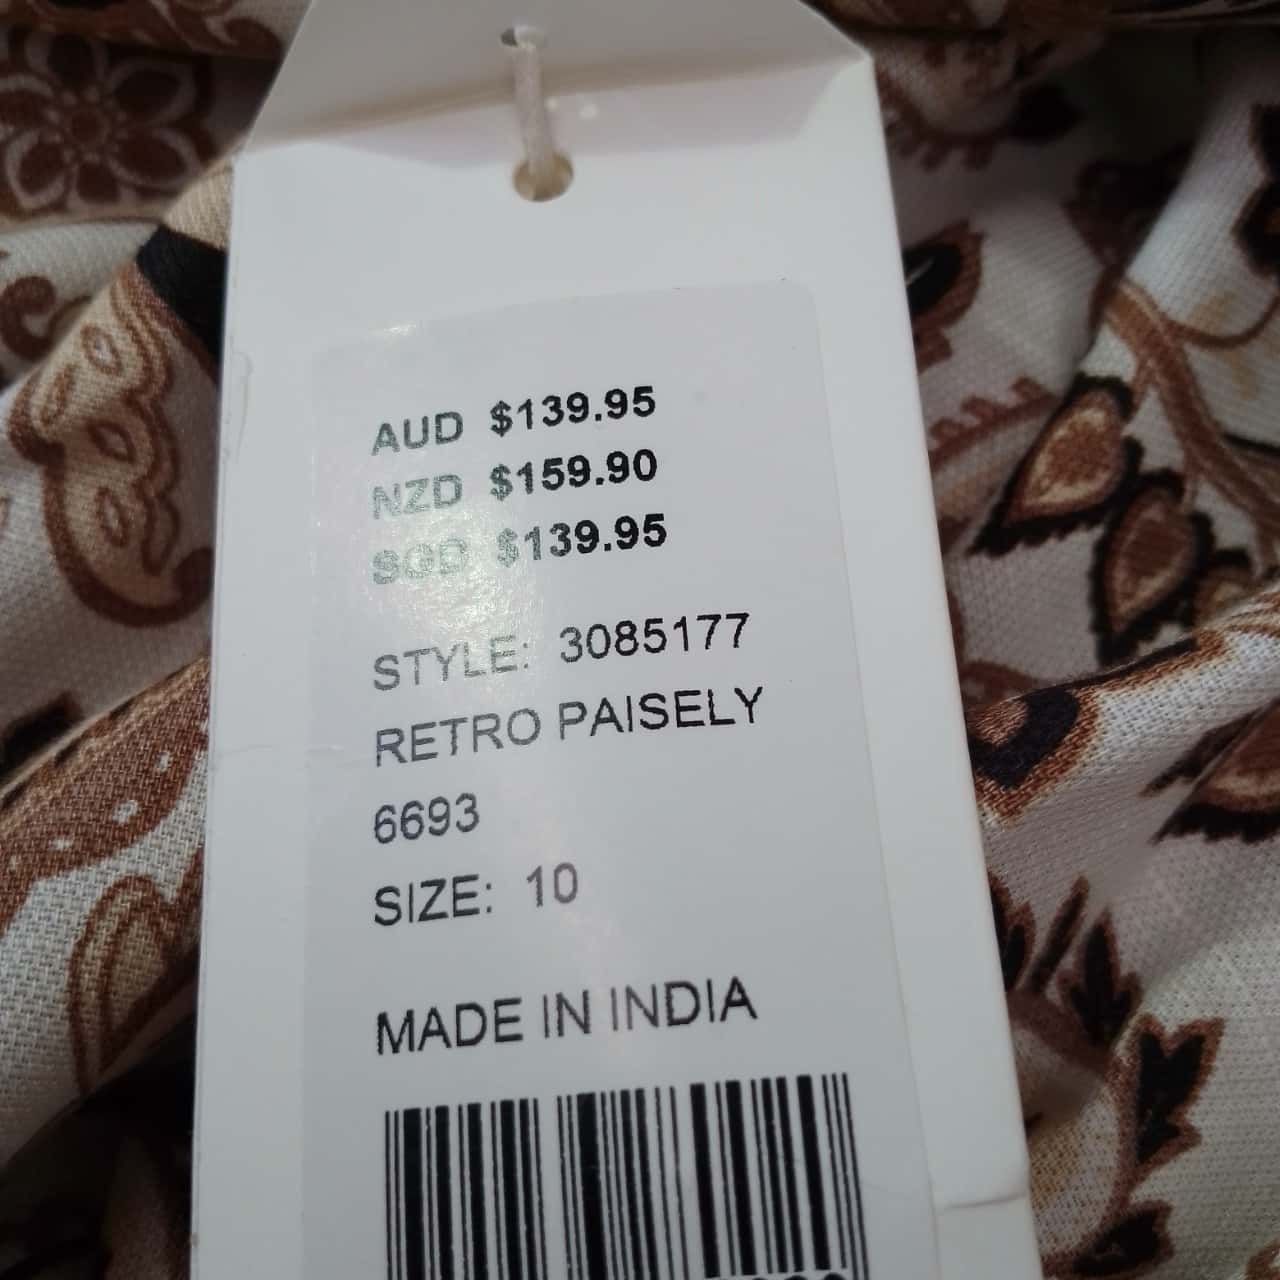 AUD $139.95
NZD $159.90
SGD $139.95
STYLE: 3085177
RETRO PAISELY
6693
SIZE: 10
MADE IN INDIA